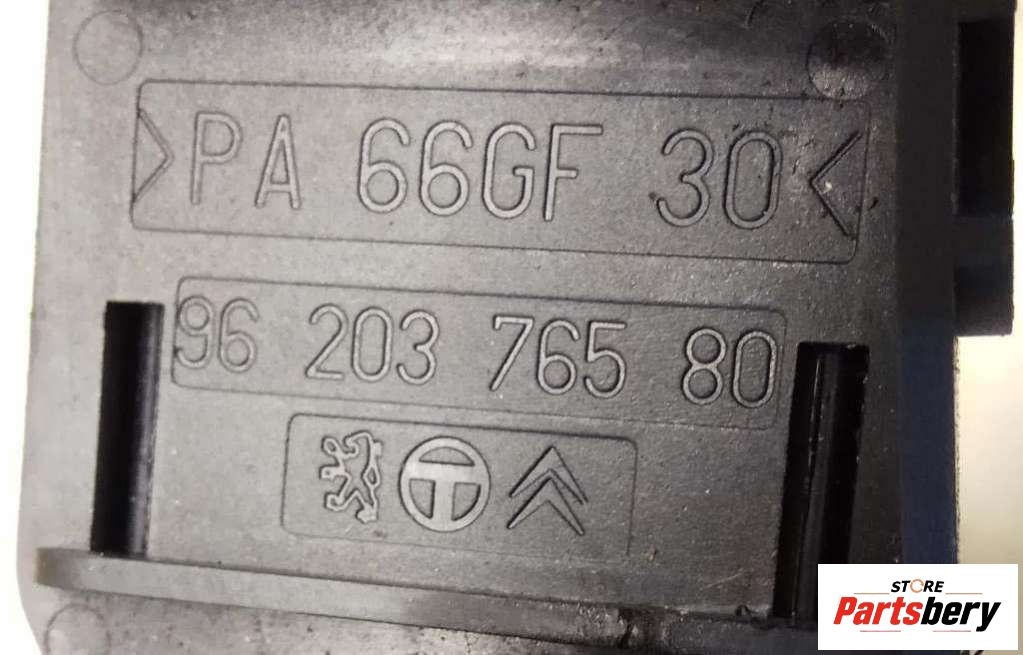 >PA 66GF 30<
96 203 765 80
STORE
Partsbery